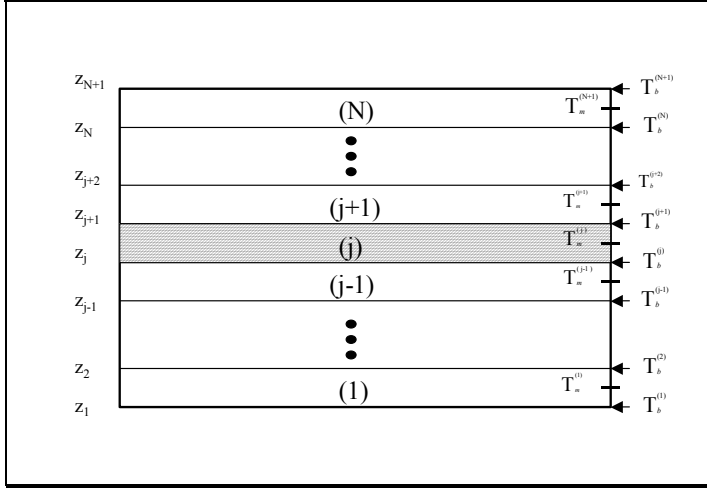 z_{N+1} T_b^{(N+1)}
(N) T_m^{(N+1)}
z_N T_b^{(N)}
z_{j+2} T_b^{(j+2)}
(j+1) T_m^{(j+1)}
z_{j+1} T_b^{(j+1)}
(j) T_m^{(j)}
z_j T_b^{(j)}
(j-1) T_m^{(j-1)}
z_{j-1} T_b^{(j-1)}
z_2 T_b^{(2)}
(1) T_m^{(1)}
z_1 T_b^{(1)}